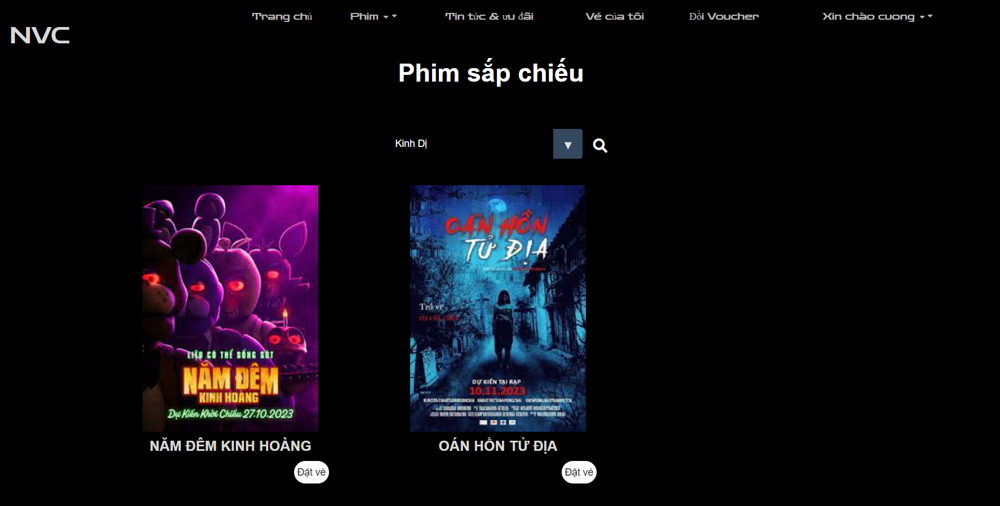 Trang chủ
Phim
Tin tức & ưu đãi
Vé của tôi
Đổi Voucher
Xin chào cuong
NVC
Phim sắp chiếu
Kinh Dị
LIỆU CÓ THỂ SỐNG SÓT
NĂM ĐÊM
KINH HOÀNG
Dự Kiến Khởi Chiếu 27.10.2023
OÁN HỒN
TỬ ĐỊA
Trở về
từ cõi chết
DỰ KIẾN TẠI RẠP
10.11.2023
NĂM ĐÊM KINH HOÀNG
OÁN HỒN TỬ ĐỊA
Đặt vé
Đặt vé